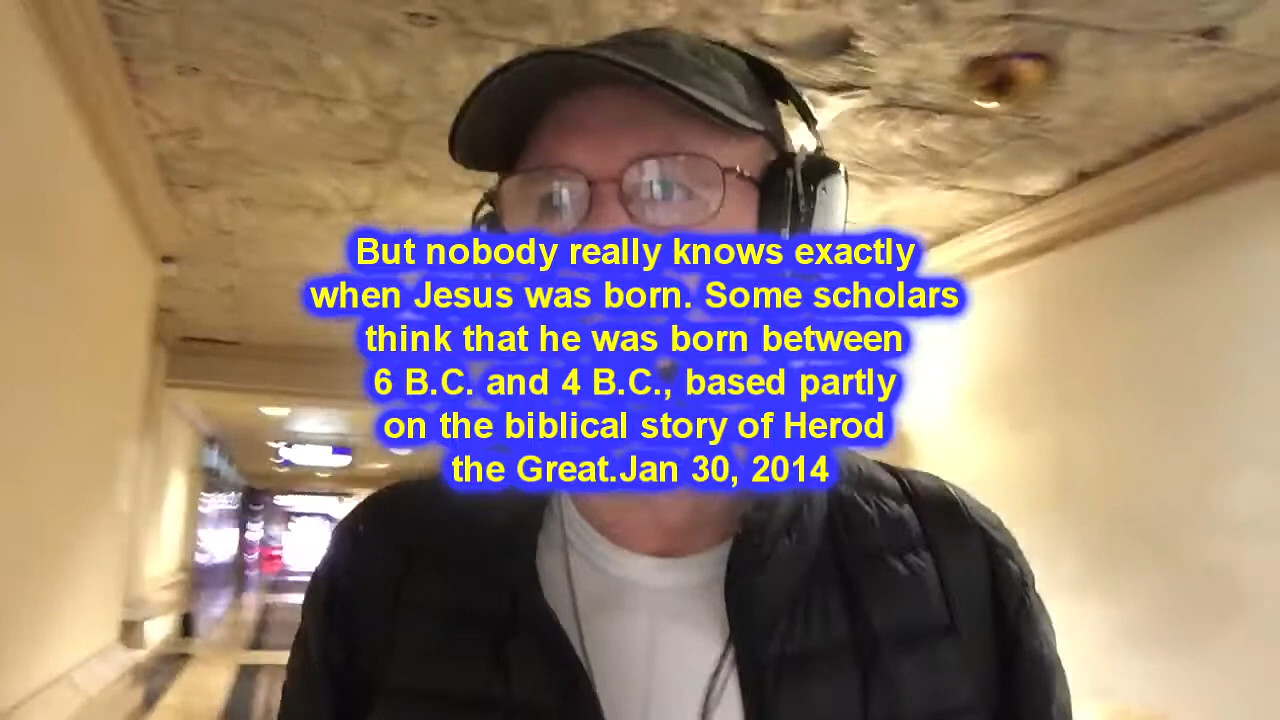 But nobody really knows exactly
when Jesus was born. Some scholars
think that he was born between
6 B.C. and 4 B.C., based partly
on the biblical story of Herod
the Great.Jan 30, 2014